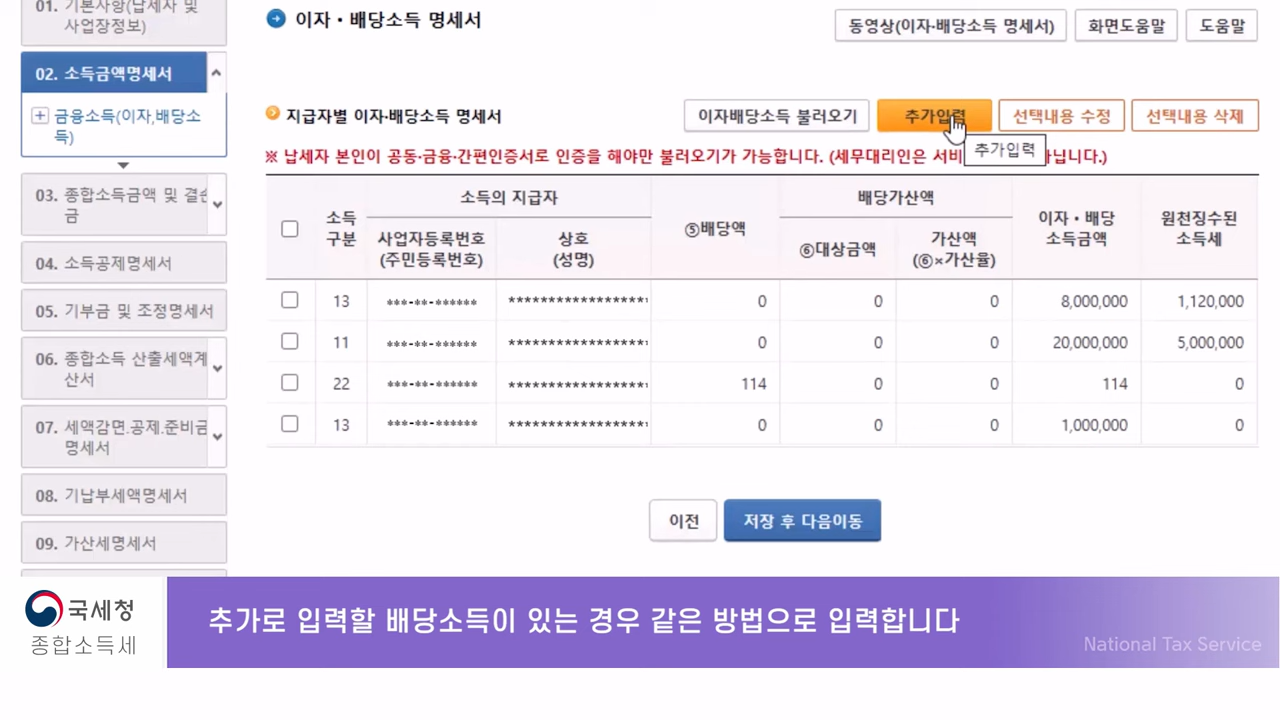 01. 기본사항(납세자 및
사업장정보)
02. 소득금액명세서
금융소득(이자,배당소
득)
03. 종합소득금액 및 결손
금
04. 소득공제명세서
05. 기부금 및 조정명세서
06. 종합소득 산출세액계
산서
07. 세액감면.공제.준비금
명세서
08. 기납부세액명세서
09. 가산세명세서
이자・배당소득 명세서
동영상(이자·배당소득 명세서) 화면도움말 도움말
지급자별 이자·배당소득 명세서
이자배당소득 불러오기 추가입력 선택내용 수정 선택내용 삭제
추가입력
※ 납세자 본인이 공동·금융·간편인증서로 인증을 해야만 불러오기가 가능합니다. (세무대리인은 서비 아닙니다.)
소득의 지급자 배당가산액
소득
구분
사업자등록번호
(주민등록번호)
상호
(성명)
⑤배당액
⑥대상금액
가산액
(⑥×가산율)
이자・배당
소득금액
원천징수된
소득세
13 ***-**-****** ****************** 0 0 0 8,000,000 1,120,000
11 ***-**-****** ****************** 0 0 0 20,000,000 5,000,000
22 ***-**-****** ****************** 114 0 0 114 0
13 ***-**-****** ****************** 0 0 0 1,000,000 0
이전 저장 후 다음이동
국세청
종합소득세
추가로 입력할 배당소득이 있는 경우 같은 방법으로 입력합니다
National Tax Service